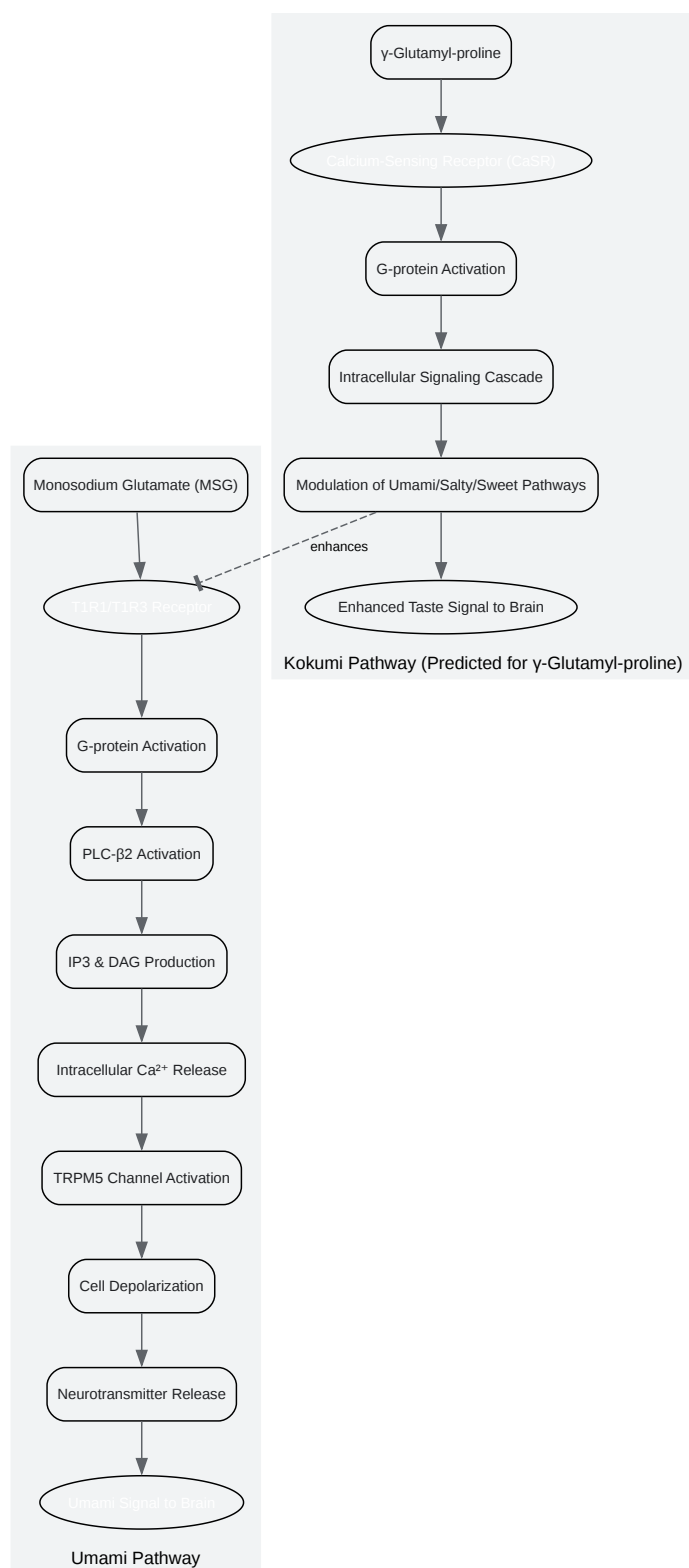 γ-Glutamyl-proline
Calcium-Sensing Receptor (CaSR)
G-protein Activation
Intracellular Signaling Cascade
Modulation of Umami/Salty/Sweet Pathways
enhances
Enhanced Taste Signal to Brain
Kokumi Pathway (Predicted for γ-Glutamyl-proline)
Monosodium Glutamate (MSG)
T1R1/T1R3 Receptor
G-protein Activation
PLC-β2 Activation
IP3 & DAG Production
Intracellular Ca²⁺ Release
TRPM5 Channel Activation
Cell Depolarization
Neurotransmitter Release
Umami Signal to Brain
Umami Pathway